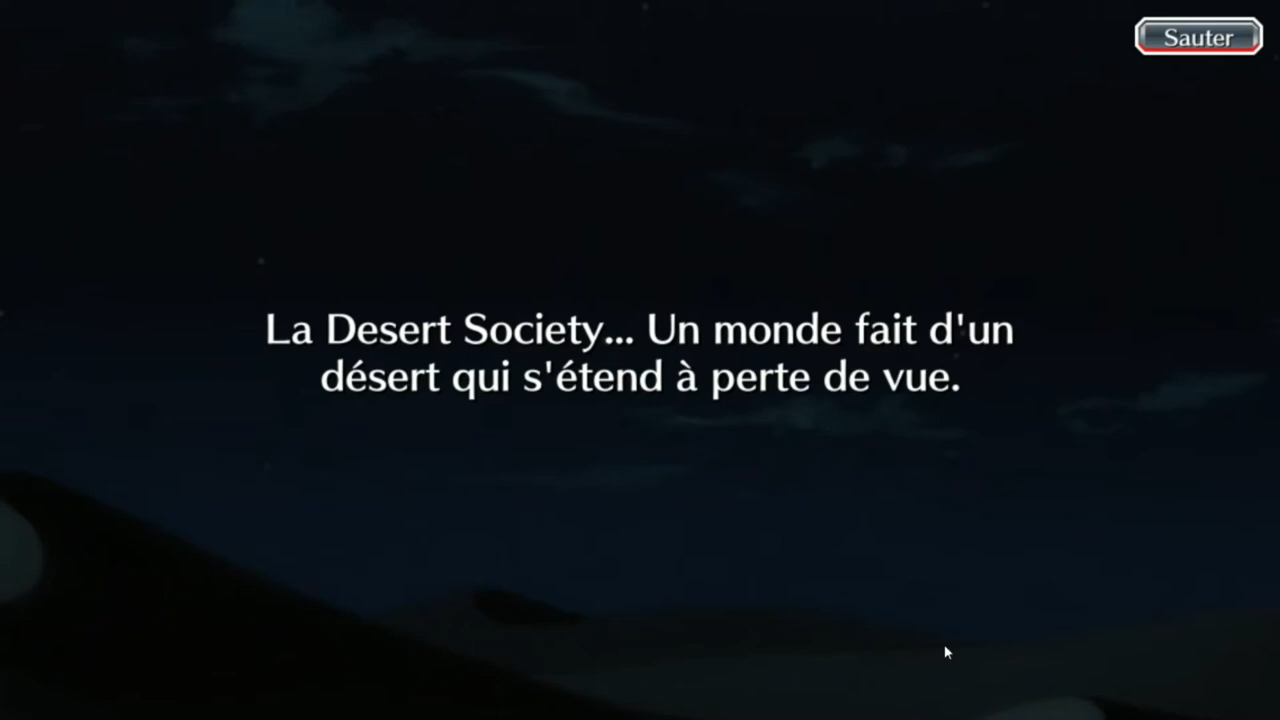 Sauter
La Desert Society... Un monde fait d'un
désert qui s'étend à perte de vue.